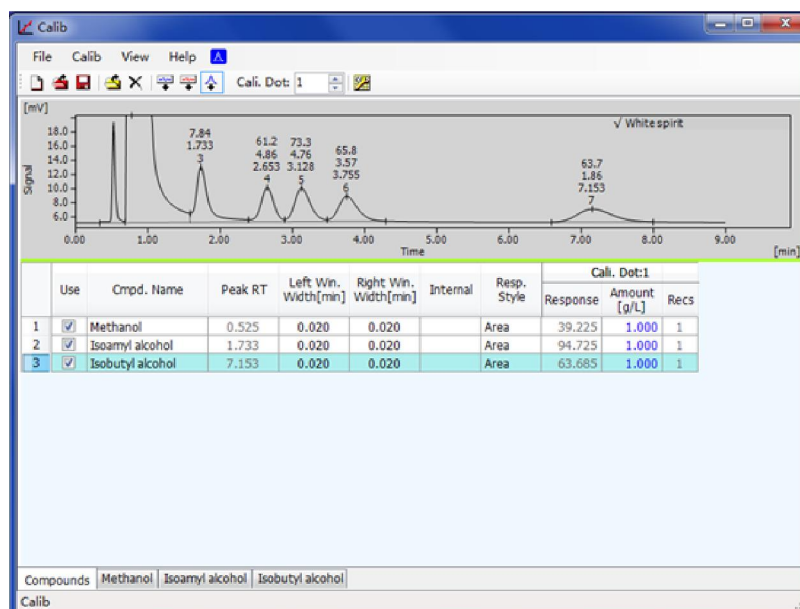 Calib
File Calib View Help
Cali. Dot: 1
[mV]
√ Whitespirit
18.0
16.0
14.0
12.0
10.0
8.0
6.0
Signal
7.84
1.733
3
61.2
4.86
2.653
4
73.3
4.76
3.128
5
65.8
3.57
3.755
6
63.7
1.86
7.153
7
0.00 1.00 2.00 3.00 4.00 5.00 6.00 7.00 8.00 9.00
Time
[min]
Use Cmpd. Name Peak RT Left Win. Width[min] Right Win. Width[min] Internal Resp. Style Cali. Dot:1
Response Amount [g/L] Recs
1 Methanol 0.525 0.020 0.020 Area 39.225 1.000 1
2 Isoamyl alcohol 1.733 0.020 0.020 Area 94.725 1.000 1
3 Isobutyl alcohol 7.153 0.020 0.020 Area 63.685 1.000 1
Compounds Methanol Isoamyl alcohol Isobutyl alcohol
Calib